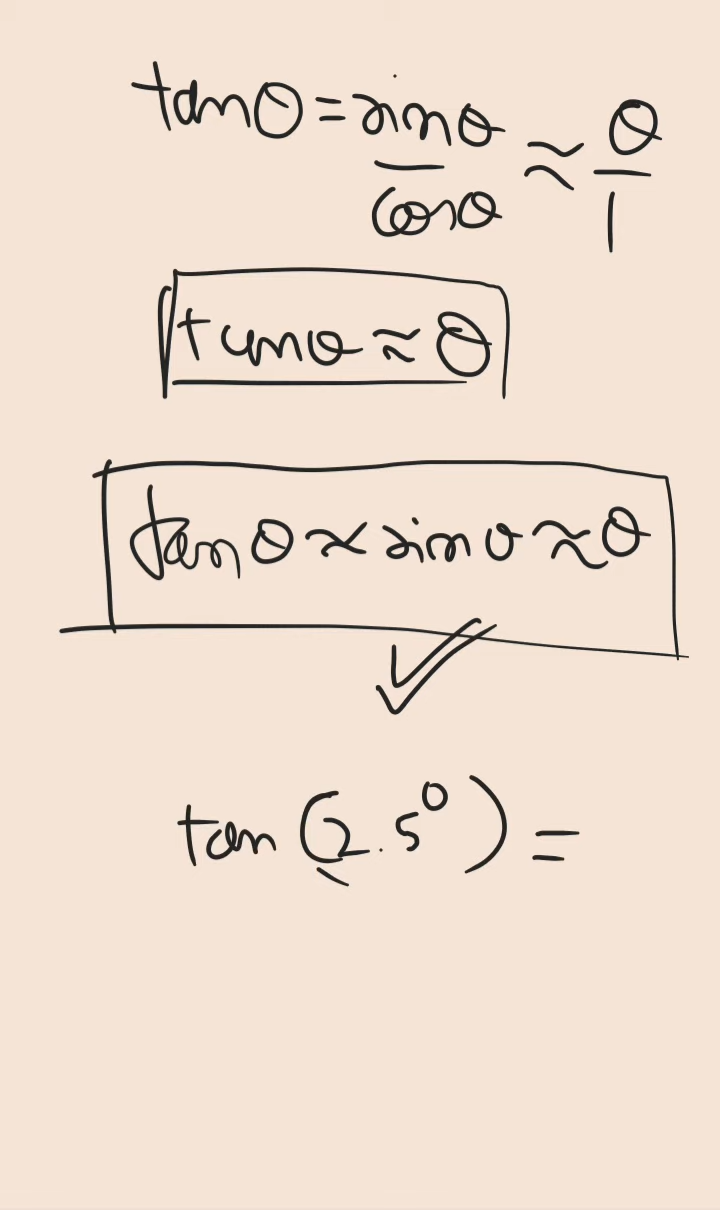 tanθ = sinθ/cosθ ≈ θ/1
tanθ ≈ θ
tanθ ≈ sinθ ≈ θ
tan(2.5°) =